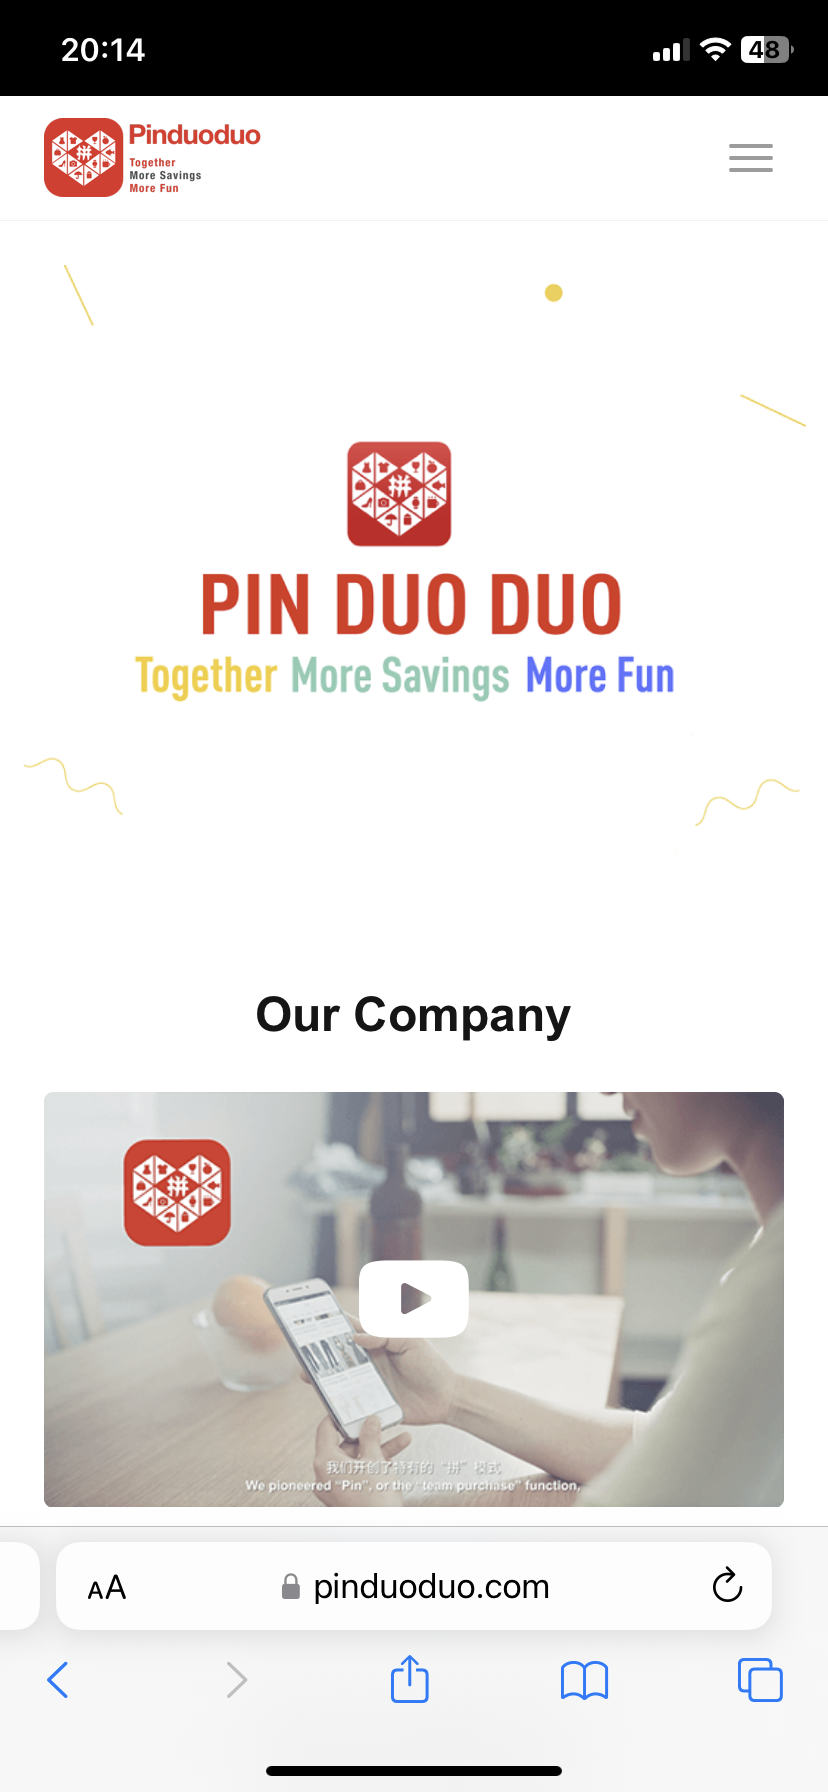 20:14
48
Pinduoduo
Together
More Savings
More Fun
拼
PIN DUO DUO
Together More Savings More Fun
Our Company
拼
我们开创了特有的 “拼” 模式
We pioneered “Pin”, or the “team purchase” function,
AA
pinduoduo.com